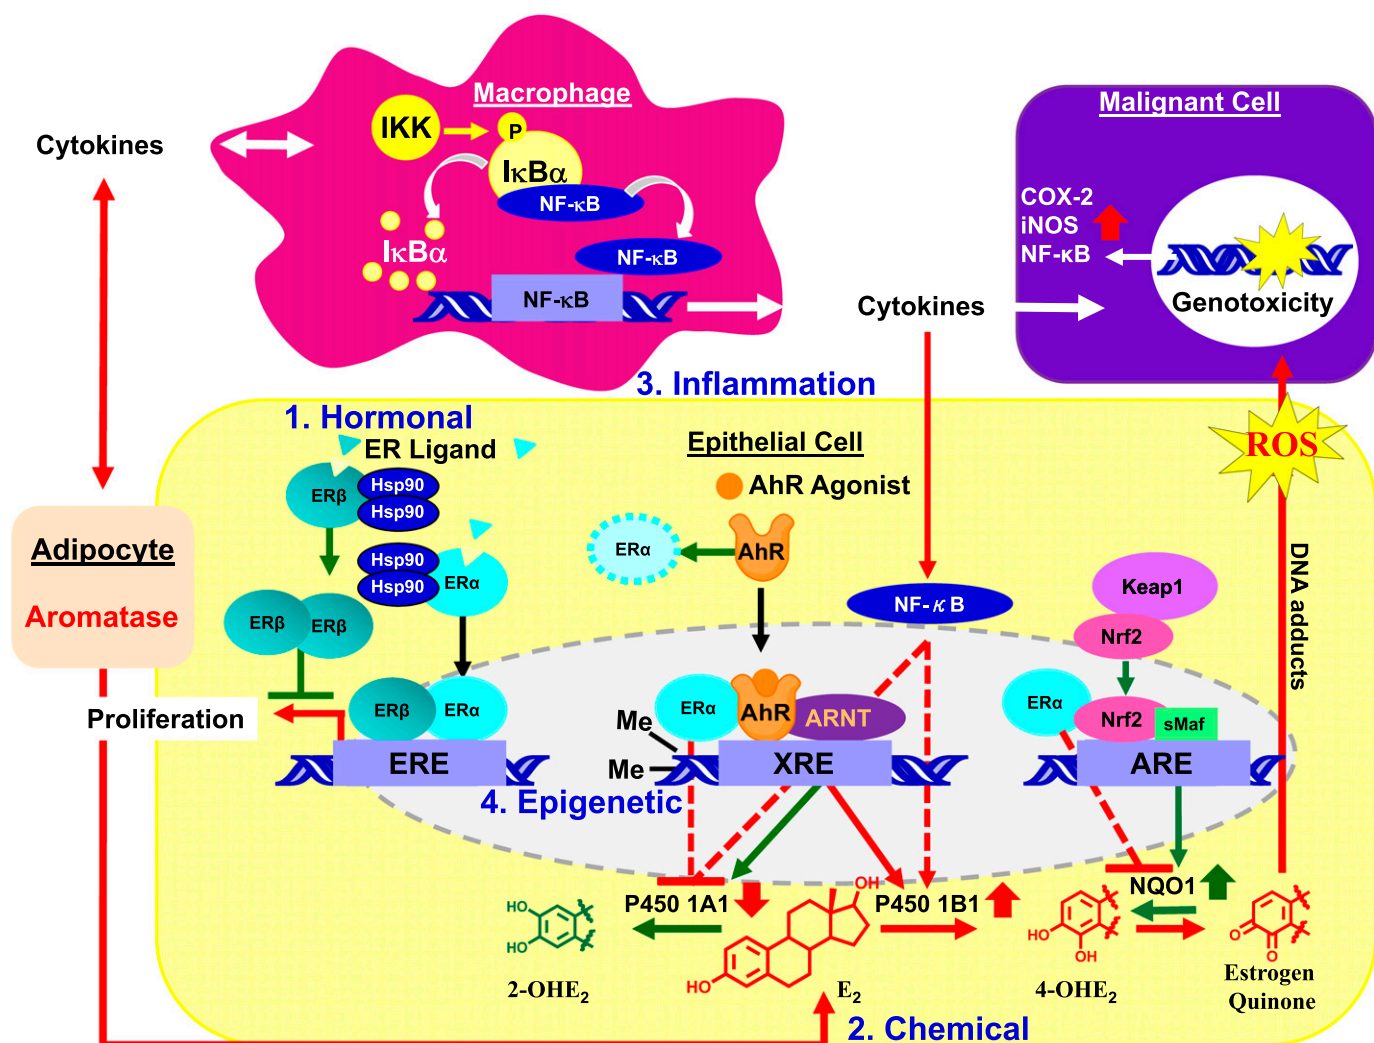 Macrophage
Malignant Cell
Cytokines
IKK
P
IκBα
NF-κB
IκBα
NF-κB
NF-κB
COX-2
iNOS
NF-κB
Genotoxicity
Cytokines
3. Inflammation
1. Hormonal
ER Ligand
Epithelial Cell
AhR Agonist
ROS
ERβ
Hsp90
Hsp90
Hsp90
Hsp90
ERα
ERα
AhR
DNA adducts
Adipocyte
Aromatase
ERβ
ERβ
NF-κB
Keap1
Nrf2
Proliferation
ERβ
ERα
ERE
Me
Me
ERα
AhR
ARNT
XRE
4. Epigenetic
ERα
Nrf2
sMaf
ARE
P450 1A1
P450 1B1
NQO1
HO
HO
2-OHE2
OH
HO
E2
HO
OH
4-OHE2
O
O
Estrogen
Quinone
2. Chemical